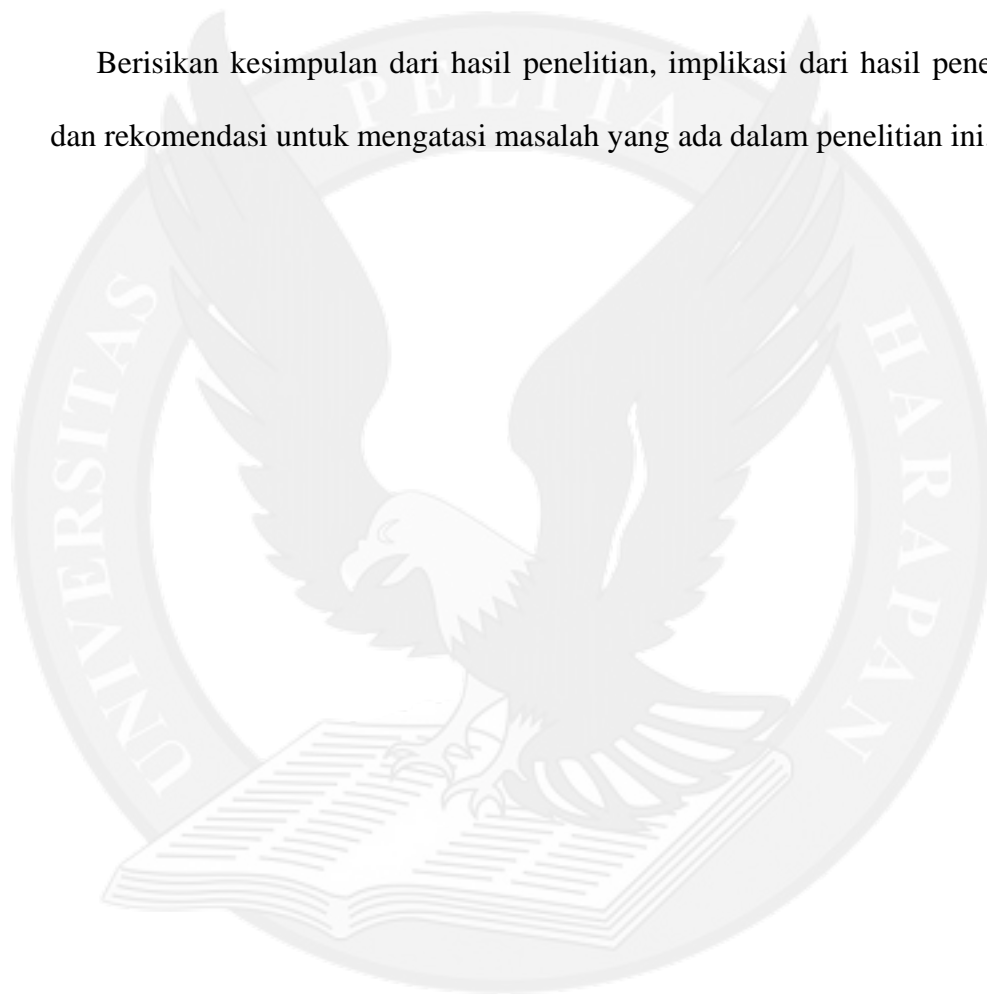 Berisikan kesimpulan dari hasil penelitian, implikasi dari hasil
dan rekomendasi untuk mengatasi masalah yang ada dalam penelitian ini.
UNIVERSITAS PELITA HARAPAN